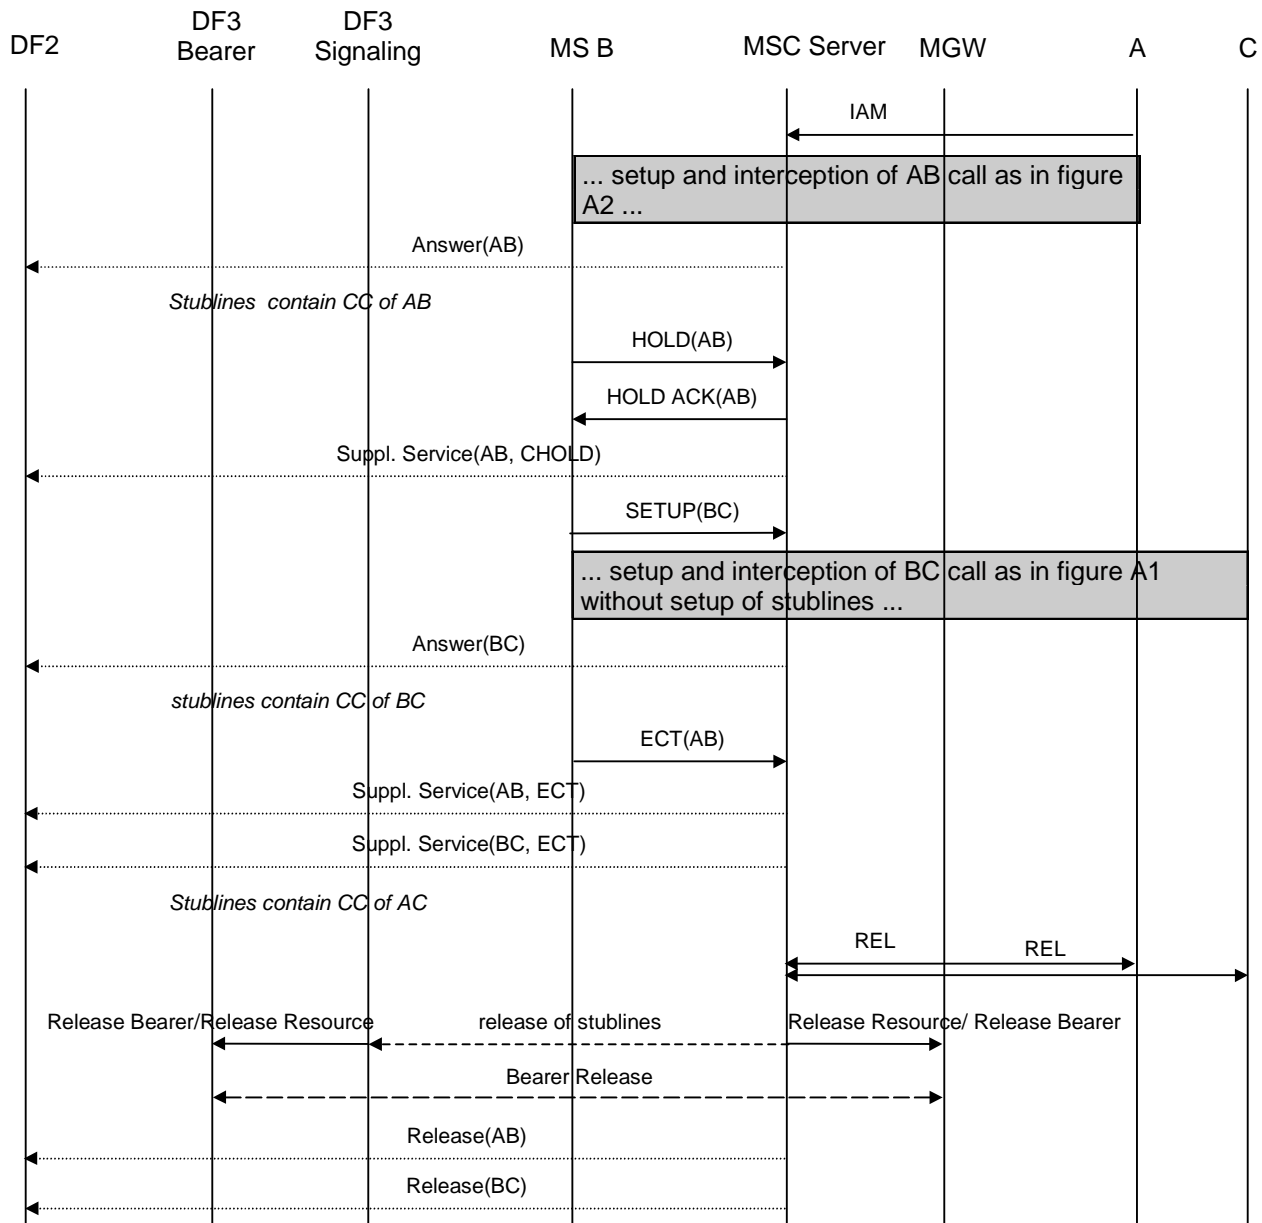 DF2
DF3
Bearer
DF3
Signaling
MS B
MSC Server
MGW
A
C
IAM
... setup and interception of AB call as in figure
A2 ...
Answer(AB)
Stublines contain CC of AB
HOLD(AB)
HOLD ACK(AB)
Suppl. Service(AB, CHOLD)
SETUP(BC)
... setup and interception of BC call as in figure A1
without setup of stublines ...
Answer(BC)
stublines contain CC of BC
ECT(AB)
Suppl. Service(AB, ECT)
Suppl. Service(BC, ECT)
Stublines contain CC of AC
REL
REL
Release Bearer/Release Resource
release of stublines
Release Resource/ Release Bearer
Bearer Release
Release(AB)
Release(BC)